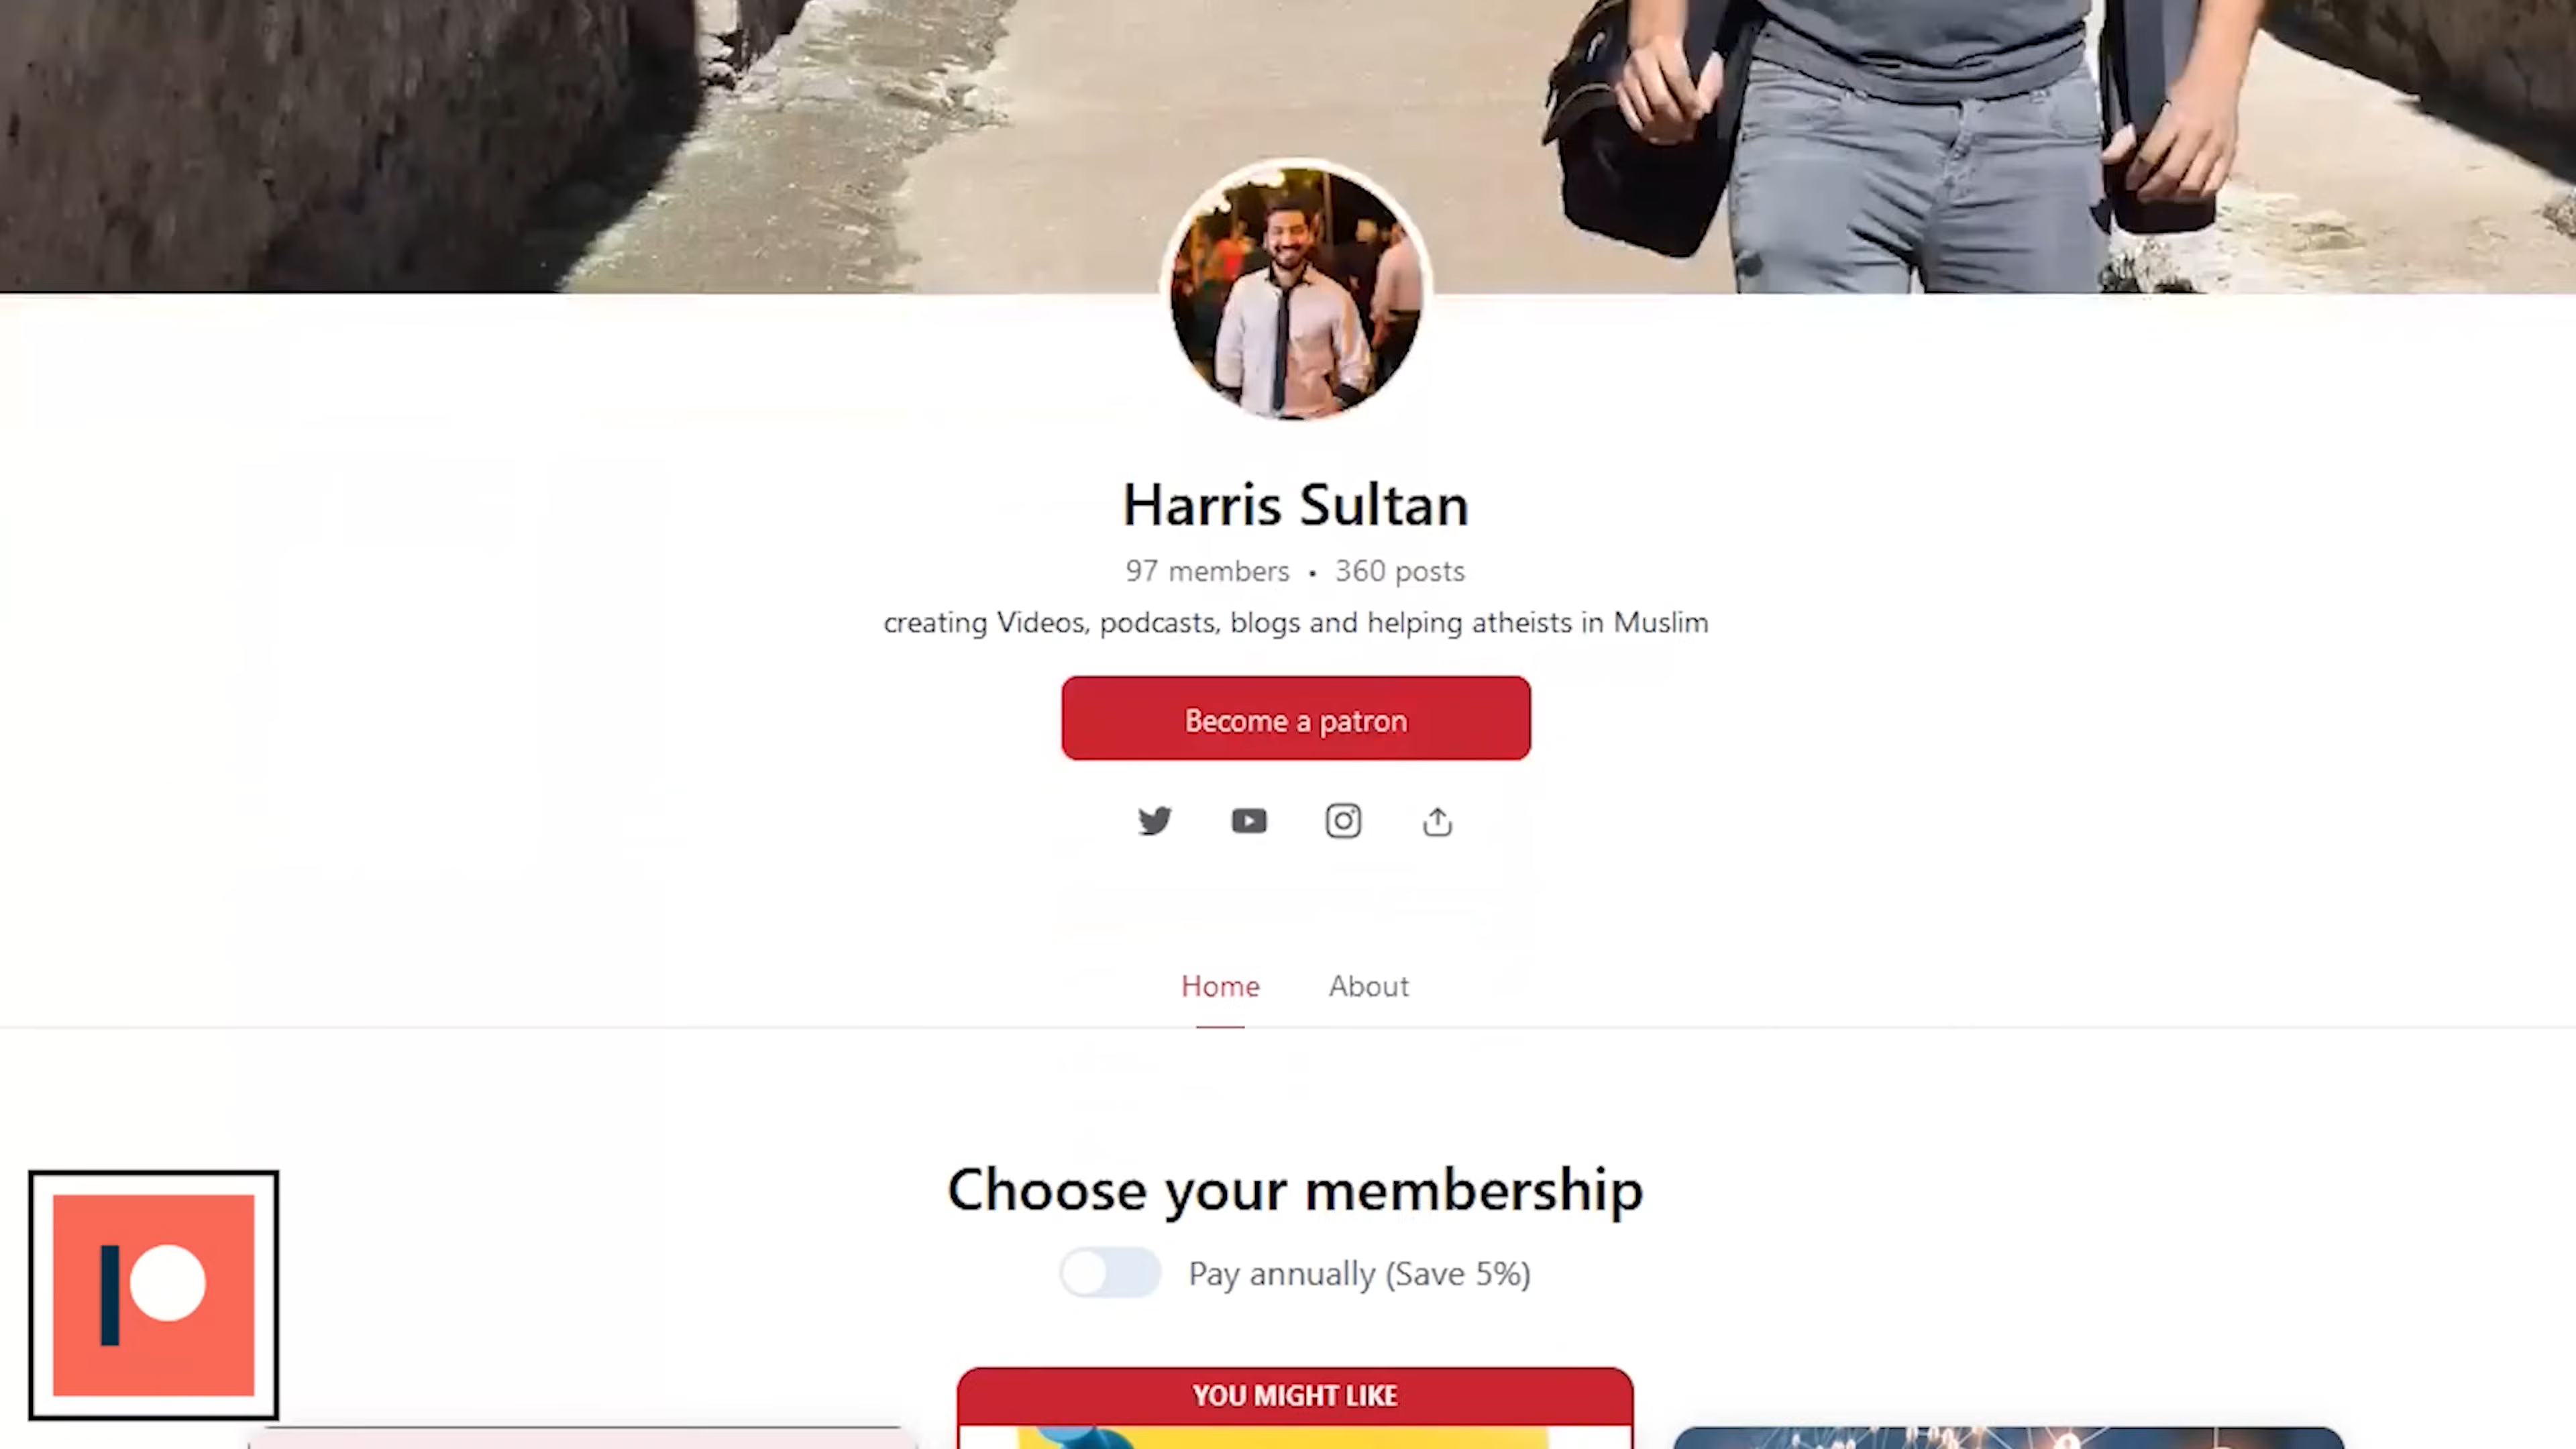 Harris Sultan
97 members • 360 posts
creating Videos, podcasts, blogs and helping atheists in Muslim
Become a patron
Home About
Choose your membership
Pay annually (Save 5%)
YOU MIGHT LIKE